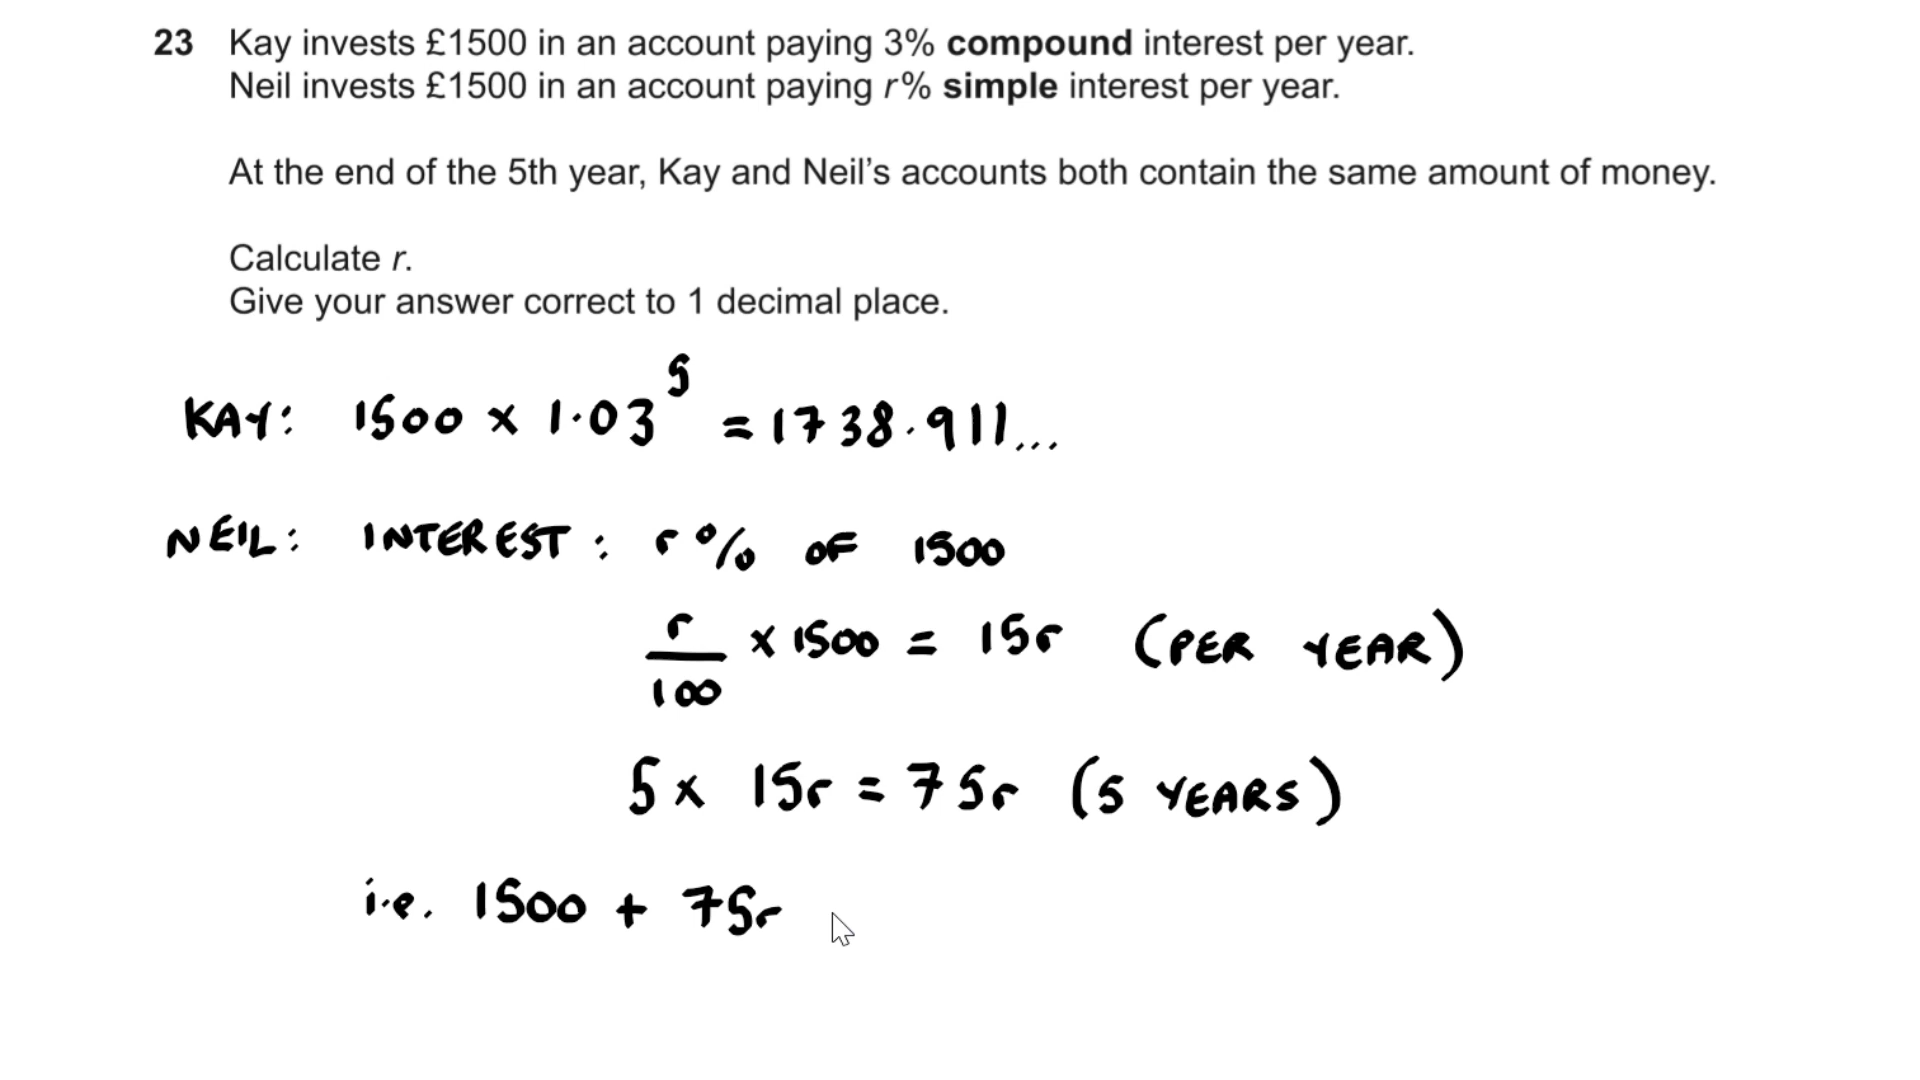 23 Kay invests £1500 in an account paying 3% compound interest per year.
Neil invests £1500 in an account paying r% simple interest per year.
At the end of the 5th year, Kay and Neil’s accounts both contain the same amount of money.
Calculate r.
Give your answer correct to 1 decimal place.
KAY: 1500 × 1·03⁵ = 1738.911...
NEIL: INTEREST: r% OF 1500
r/100 × 1500 = 15r (PER YEAR)
5 × 15r = 75r (5 YEARS)
i.e. 1500 + 75r